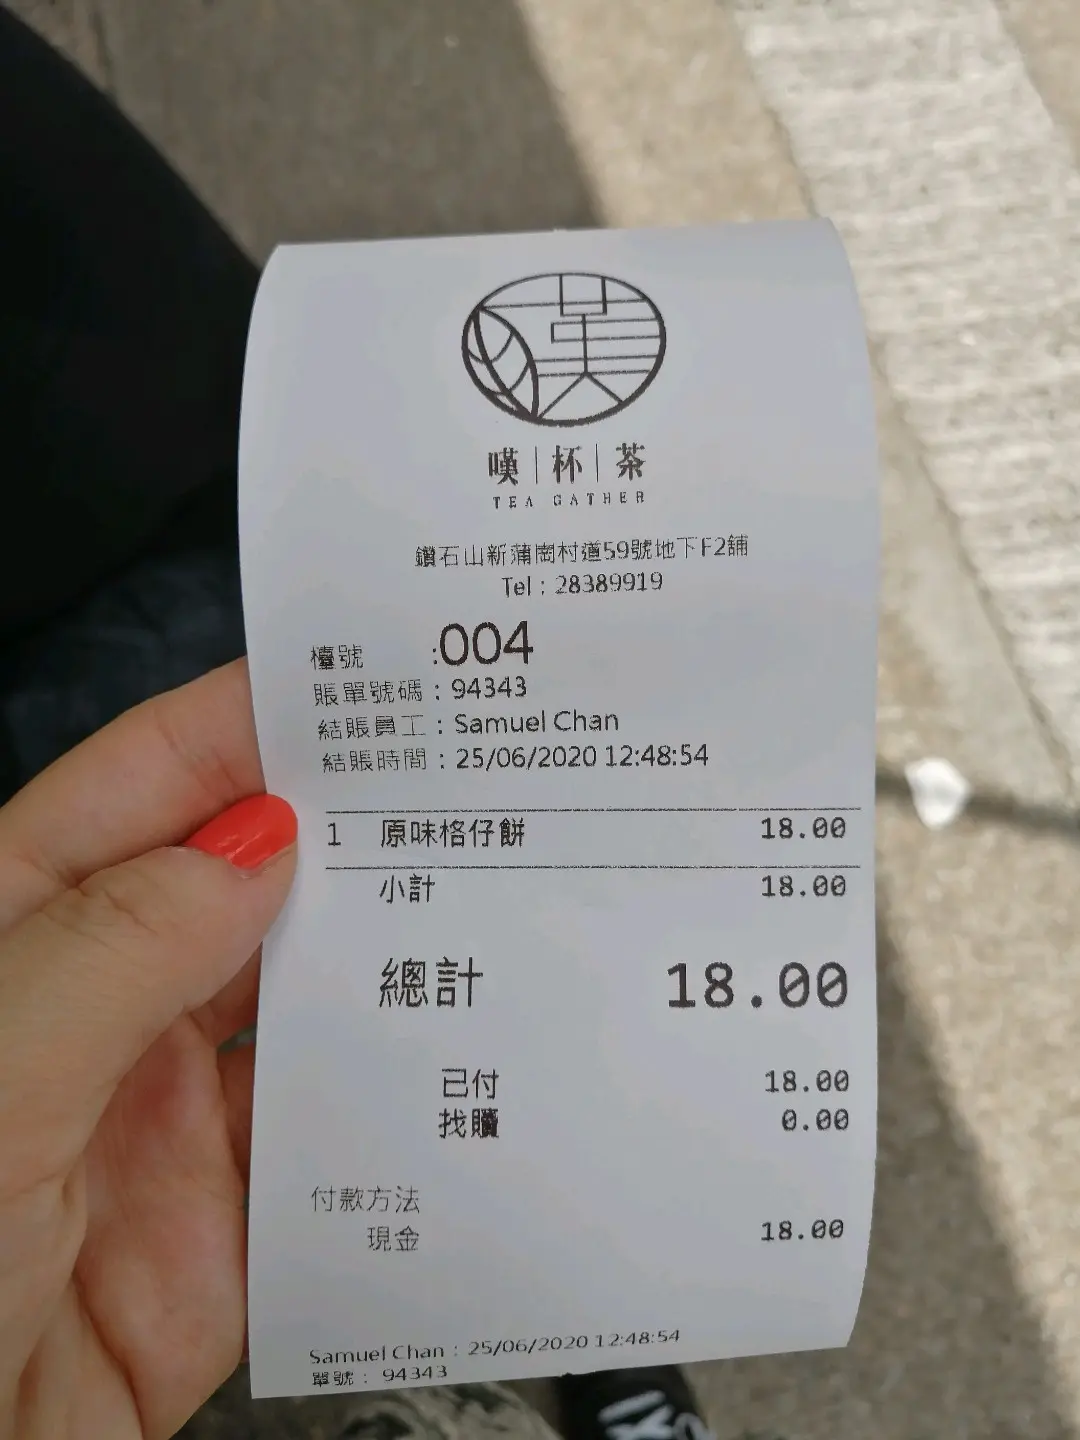 嘆|杯|茶
TEA GATHER
鑽石山新蒲崗村道59號地下F2舖
Tel : 28389919
檯號 :004
賬單號碼 : 94343
結賬員工 : Samuel Chan
結賬時間 : 25/06/2020 12:48:54
1 原味格仔餅 18.00
小計 18.00
總計 18.00
已付 18.00
找贖 0.00
付款方法
現金 18.00
Samuel Chan : 25/06/2020 12:48:54
單號 : 94343